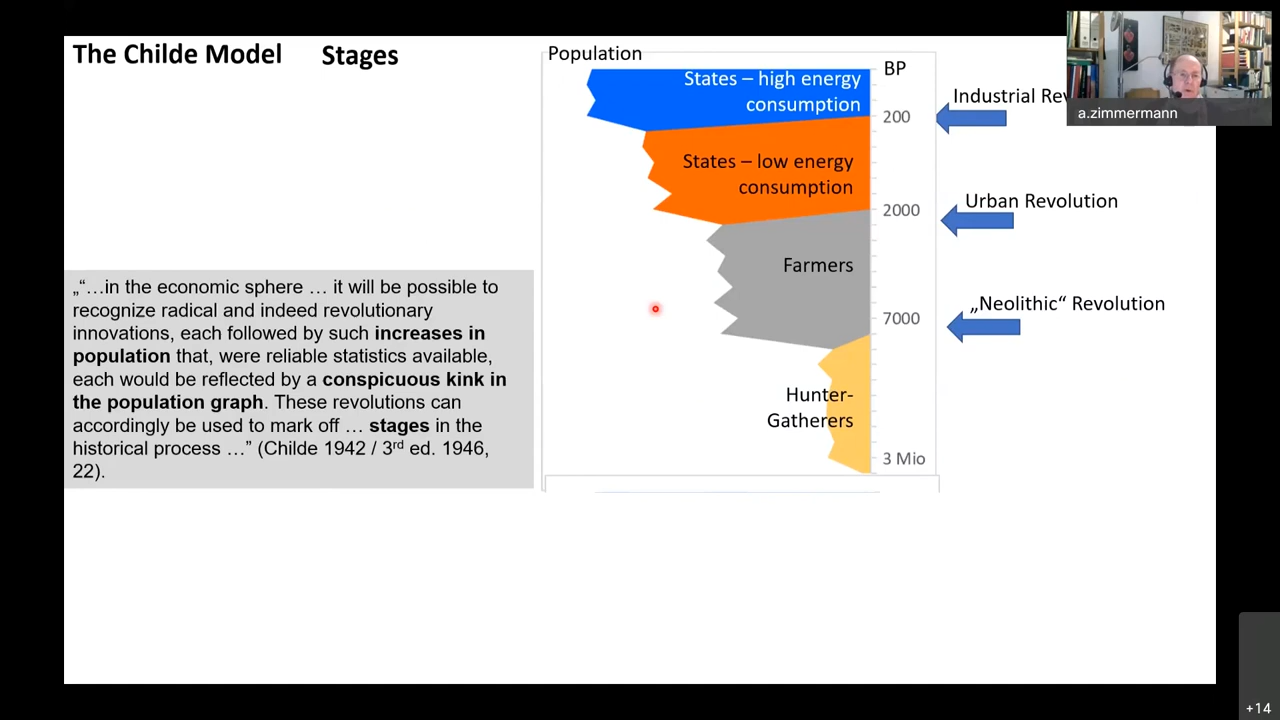 The Childe Model
Stages
„“…in the economic sphere … it will be possible to
recognize radical and indeed revolutionary
innovations, each followed by such increases in
population that, were reliable statistics available,
each would be reflected by a conspicuous kink in
the population graph. These revolutions can
accordingly be used to mark off … stages in the
historical process …” (Childe 1942 / 3rd ed. 1946,
22).
Population
BP
States – high energy
consumption
200
States – low energy
consumption
2000
Farmers
7000
Hunter-
Gatherers
3 Mio
Industrial Rev
Urban Revolution
„Neolithic“ Revolution
a.zimmermann
+14